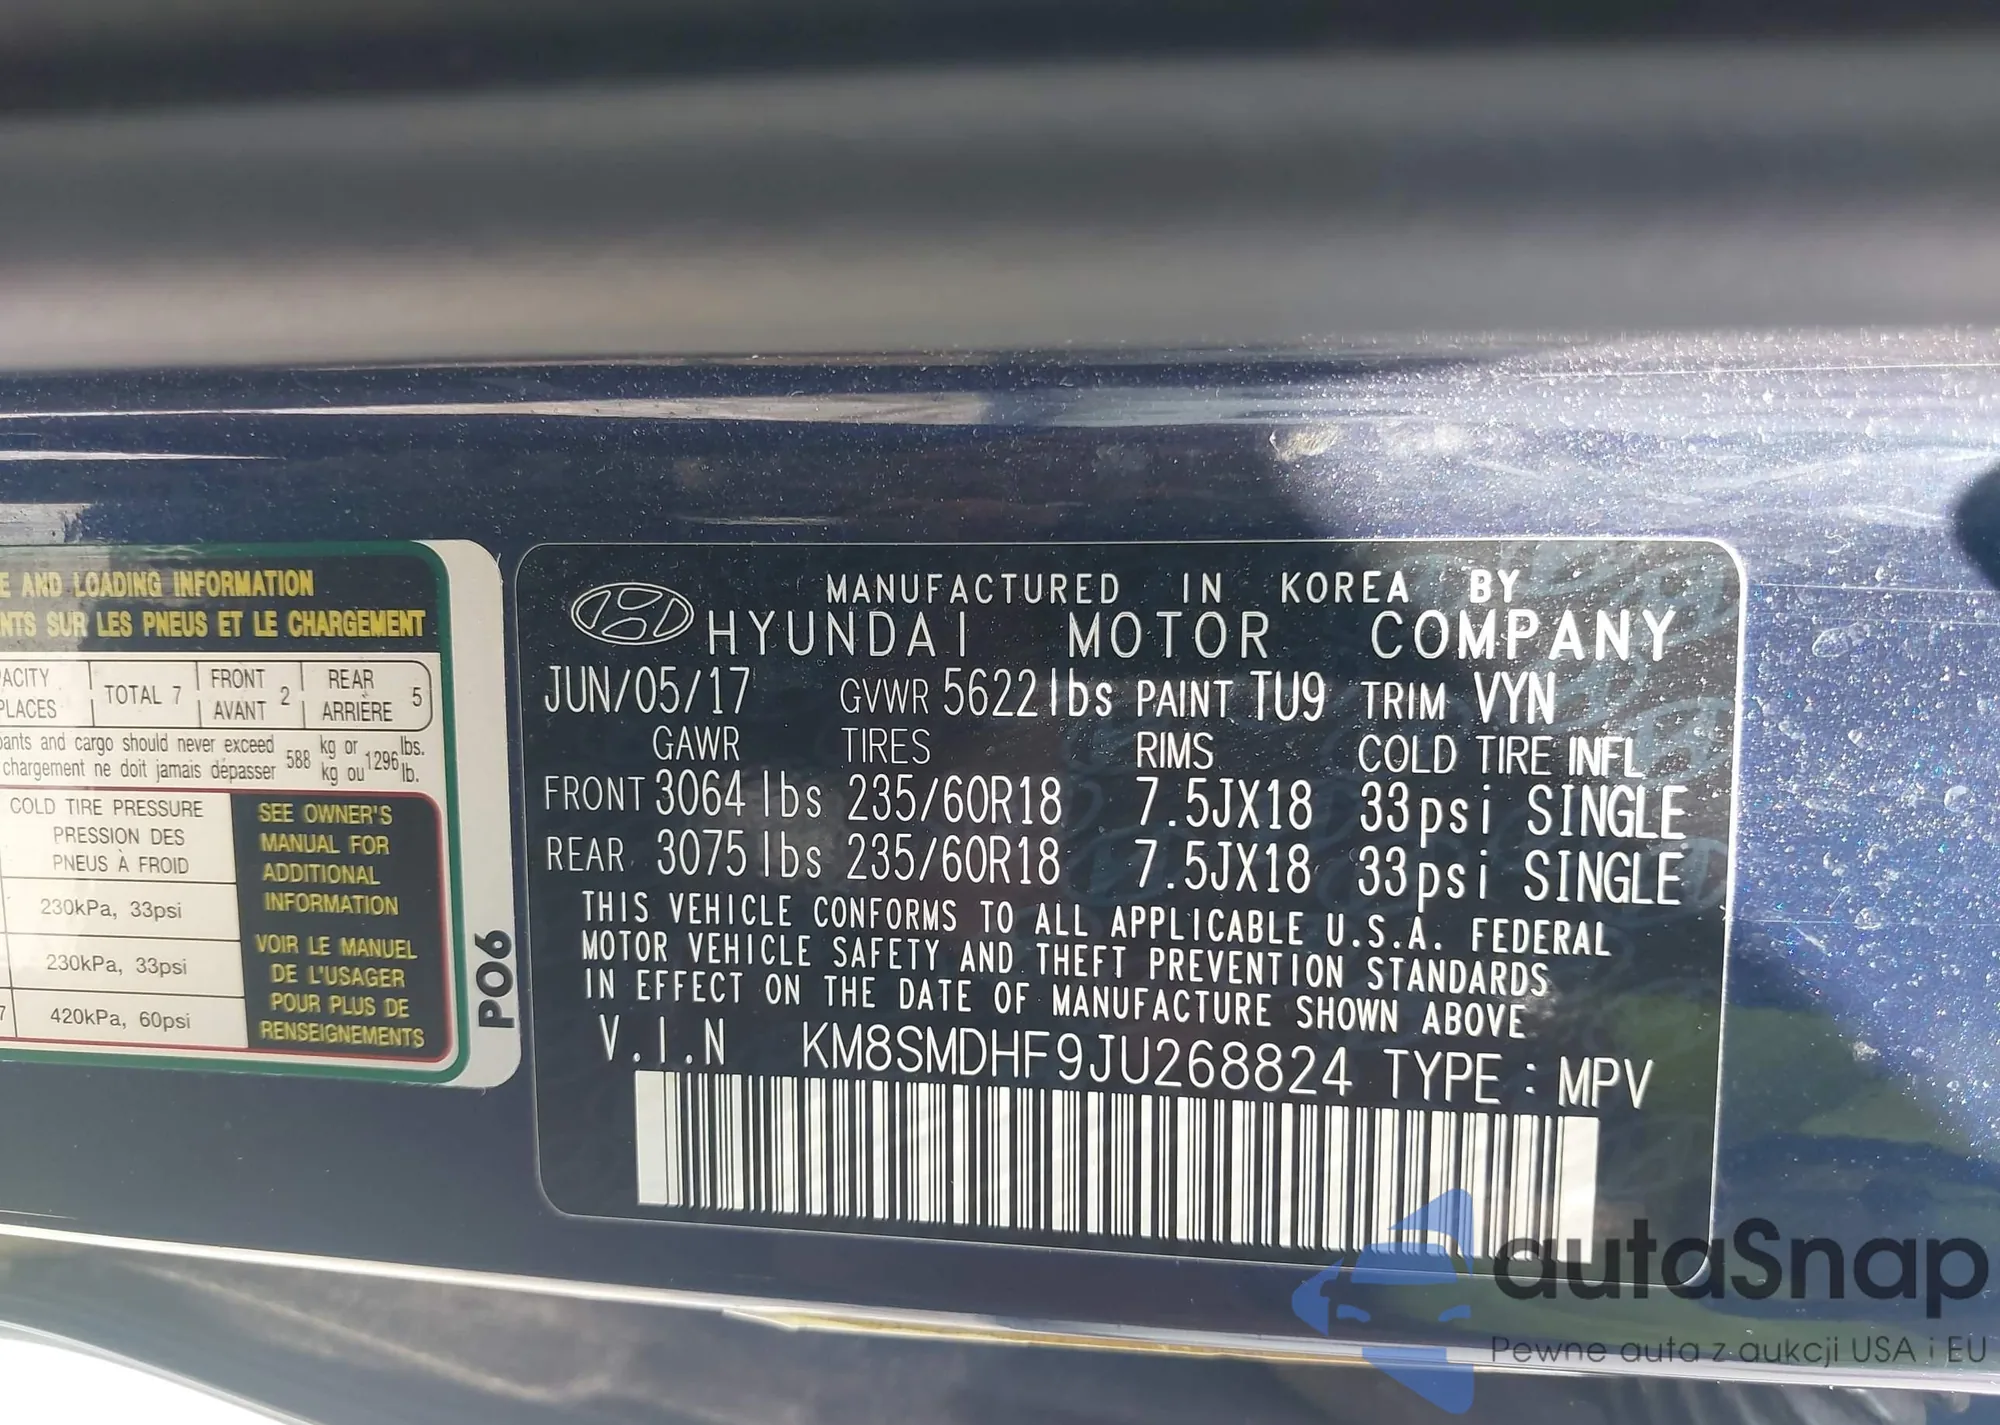 E AND LOADING INFORMATION
NTS SUR LES PNEUS ET LE CHARGEMENT
ACITY TOTAL 7 FRONT 2 REAR 5
PLACES AVANT ARRIÈRE
pants and cargo should never exceed 588 kg or 1296 lbs.
chargement ne doit jamais dépasser kg ou lb.
COLD TIRE PRESSURE
PRESSION DES
PNEUS À FROID
230kPa, 33psi
230kPa, 33psi
7 420kPa, 60psi
SEE OWNER'S
MANUAL FOR
ADDITIONAL
INFORMATION
VOIR LE MANUEL
DE L'USAGER
POUR PLUS DE
RENSEIGNEMENTS
PO6
MANUFACTURED IN KOREA BY
HYUNDAI MOTOR COMPANY
JUN/05/17 GVWR 5622lbs PAINT TU9 TRIM VYN
GAWR TIRES RIMS COLD TIRE INFL
FRONT 3064 lbs 235/60R18 7.5JX18 33psi SINGLE
REAR 3075 lbs 235/60R18 7.5JX18 33psi SINGLE
THIS VEHICLE CONFORMS TO ALL APPLICABLE U.S.A. FEDERAL
MOTOR VEHICLE SAFETY AND THEFT PREVENTION STANDARDS
IN EFFECT ON THE DATE OF MANUFACTURE SHOWN ABOVE
V.I.N KM8SMDHF9JU268824 TYPE : MPV
autaSnap
Pewne auta z aukcji USA i EU